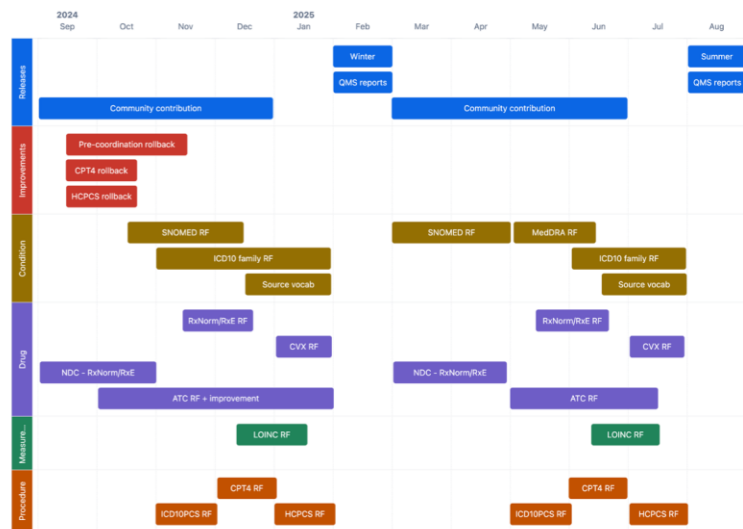 2024 2025
Sep Oct Nov Dec Jan Feb Mar Apr May Jun Jul Aug
Releases
Winter Summer
QMS reports QMS reports
Community contribution Community contribution
Improvements
Pre-coordination rollback
CPT4 rollback
HCPCS rollback
Condition
SNOMED RF SNOMED RF MedDRA RF
ICD10 family RF ICD10 family RF
Source vocab Source vocab
Drug
RxNorm/RxE RF RxNorm/RxE RF
CVX RF CVX RF
NDC - RxNorm/RxE NDC - RxNorm/RxE
ATC RF + improvement ATC RF
Measure...
LOINC RF LOINC RF
Procedure
CPT4 RF CPT4 RF
ICD10PCS RF HCPCS RF ICD10PCS RF HCPCS RF